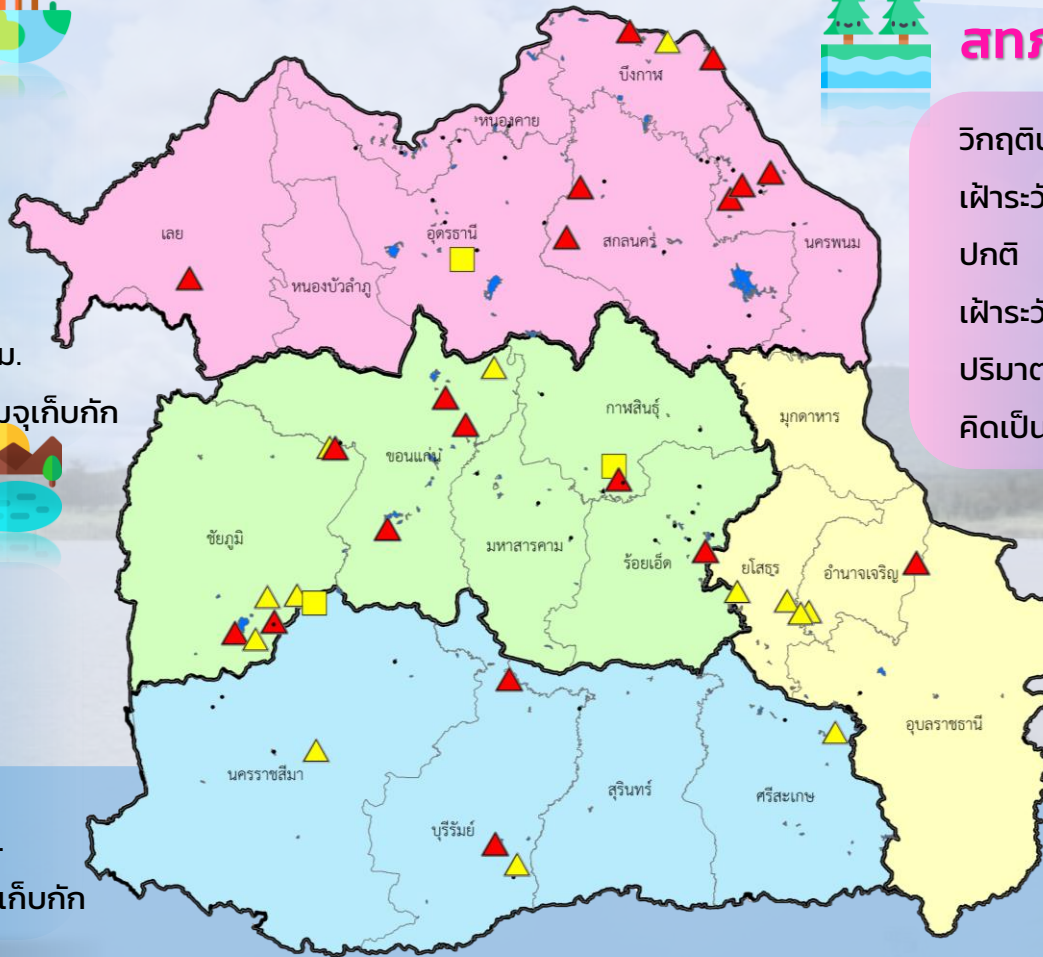 สทภ
วิกฤติน
เฝ้าระวั
ปกติ
เฝ้าระวั
ปริมาต
คิดเป็น
ม.
มจุเก็บกัก
.
เก็บกัก
บึงกาฬ
หนองคาย
เลย
อุดรธานี
สกลนคร
นครพนม
หนองบัวลำภู
กาฬสินธุ์
มุกดาหาร
ขอนแก่น
ชัยภูมิ
มหาสารคาม
ร้อยเอ็ด
ยโสธร
อำนาจเจริญ
อุบลราชธานี
นครราชสีมา
สุรินทร์
ศรีสะเกษ
บุรีรัมย์